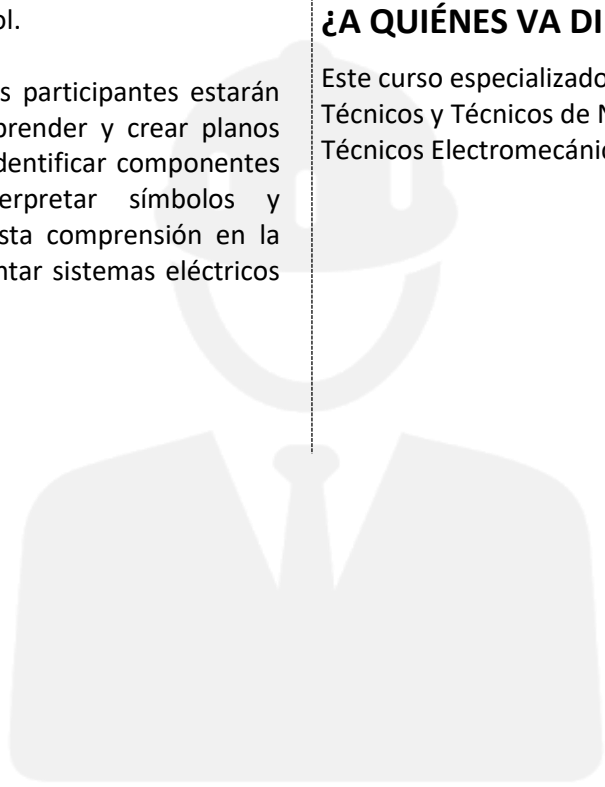 s participantes estarán
prender y crear planos
dentificar componentes
erpretar símbolos y
sta comprensión en la
ntar sistemas eléctricos
¿A QUIÉNES VA DI
Este curso especializado
Técnicos y Técnicos de
Técnicos Electromecánic